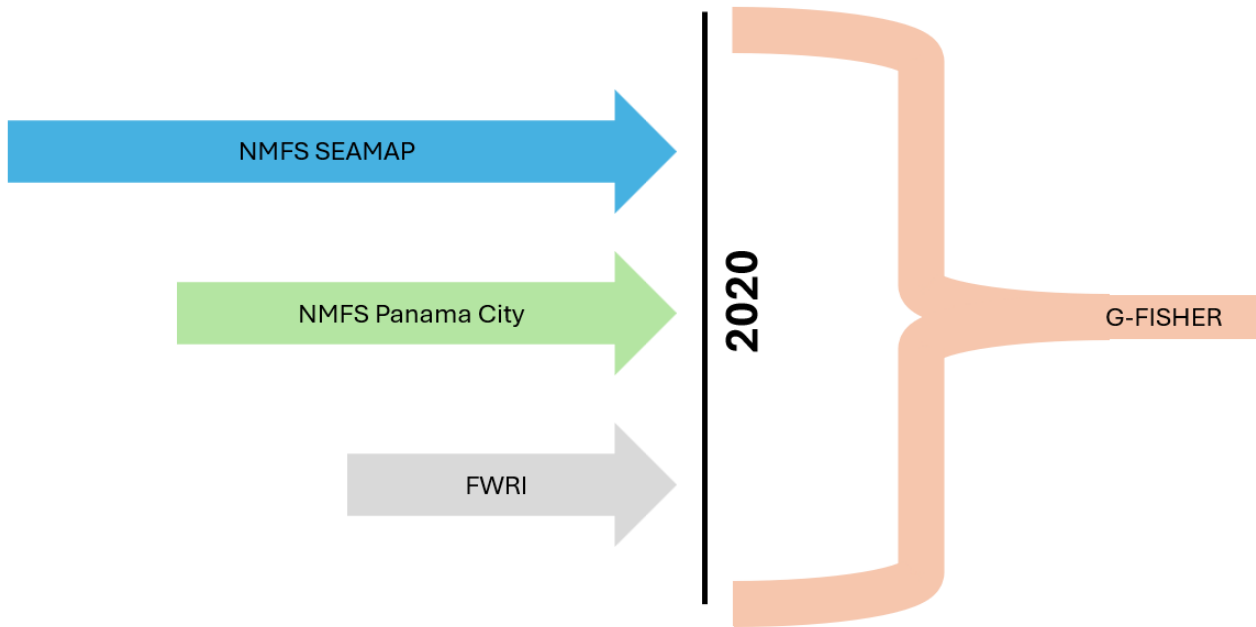 NMFS SEAMAP
NMFS Panama City
FWRI
2020
G-FISHER